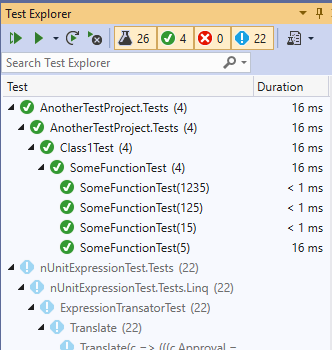 Test Explorer
26 4 0 22
Search Test Explorer
Test Duration
AnotherTestProject.Tests (4) 16 ms
AnotherTestProject.Tests (4) 16 ms
Class1Test (4) 16 ms
SomeFunctionTest (4) 16 ms
SomeFunctionTest(1235) < 1 ms
SomeFunctionTest(125) < 1 ms
SomeFunctionTest(15) < 1 ms
SomeFunctionTest(5) 16 ms
nUnitExpressionTest.Tests (22)
nUnitExpressionTest.Tests.Linq (22)
ExpressionTransatorTest (22)
Translate (22)
Translate(c => (((c.Approval =